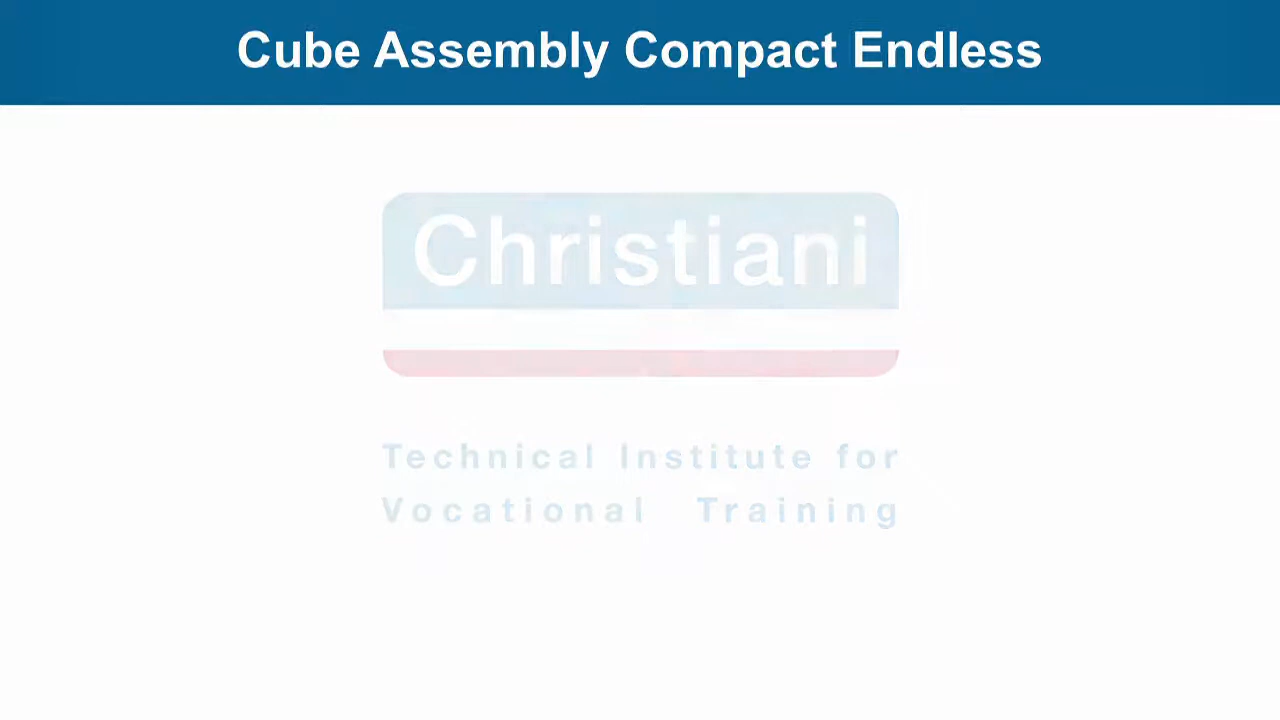 Cube Assembly Compact Endless
Christiani
Technical Institute for
Vocational Training